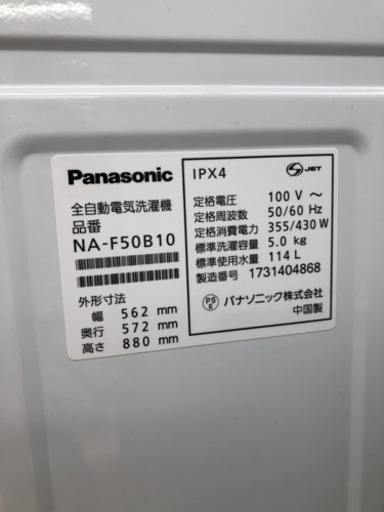 Panasonic
全自動電気洗濯機
品番
NA-F50B10
外形寸法
幅 562 mm
奥行 572 mm
高さ 880 mm
IPX4
S JET
定格電圧 100 V ～
定格周波数 50/60 Hz
定格消費電力 355/430 W
標準洗濯容量 5.0 kg
標準使用水量 114 L
製造番号 1731404868
PS E パナソニック株式会社
中国製